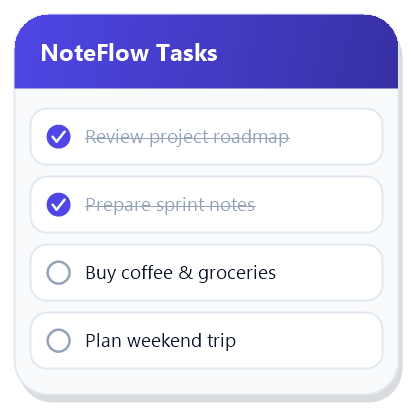 NoteFlow Tasks
Review project roadmap
Prepare sprint notes
Buy coffee & groceries
Plan weekend trip